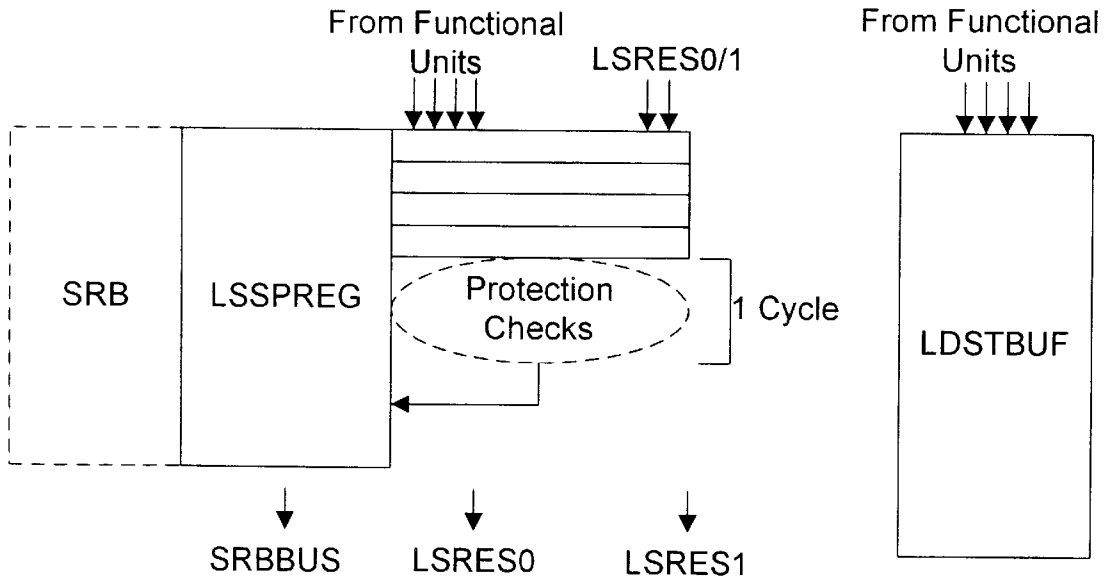 From Functional
Units
LSRES0/1
From Functional
Units
SRB
LSSPREG
Protection
Checks
1 Cycle
LDSTBUF
SRBBUS
LSRES0
LSRES1